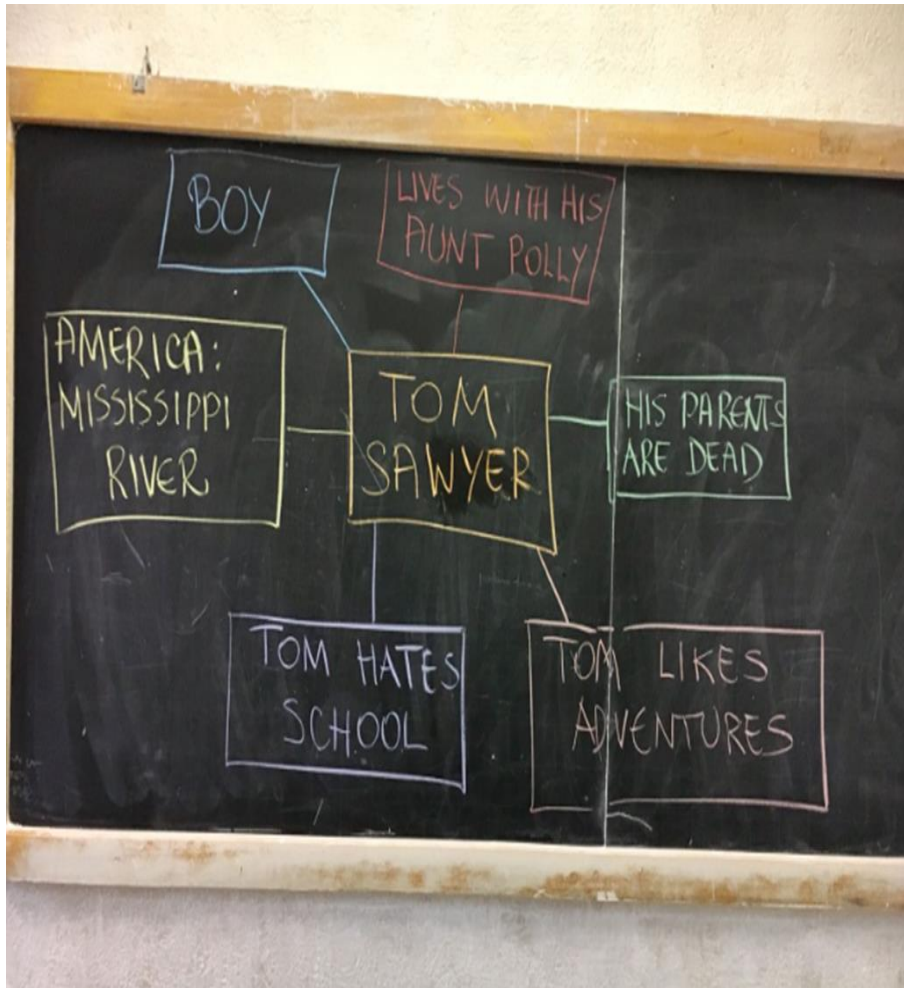 BOY
LIVES WITH HIS
AUNT POLLY
AMERICA:
MISSISSIPPI
RIVER
TOM
SAWYER
HIS PARENTS
ARE DEAD
TOM HATES
SCHOOL
TOM LIKES
ADVENTURES